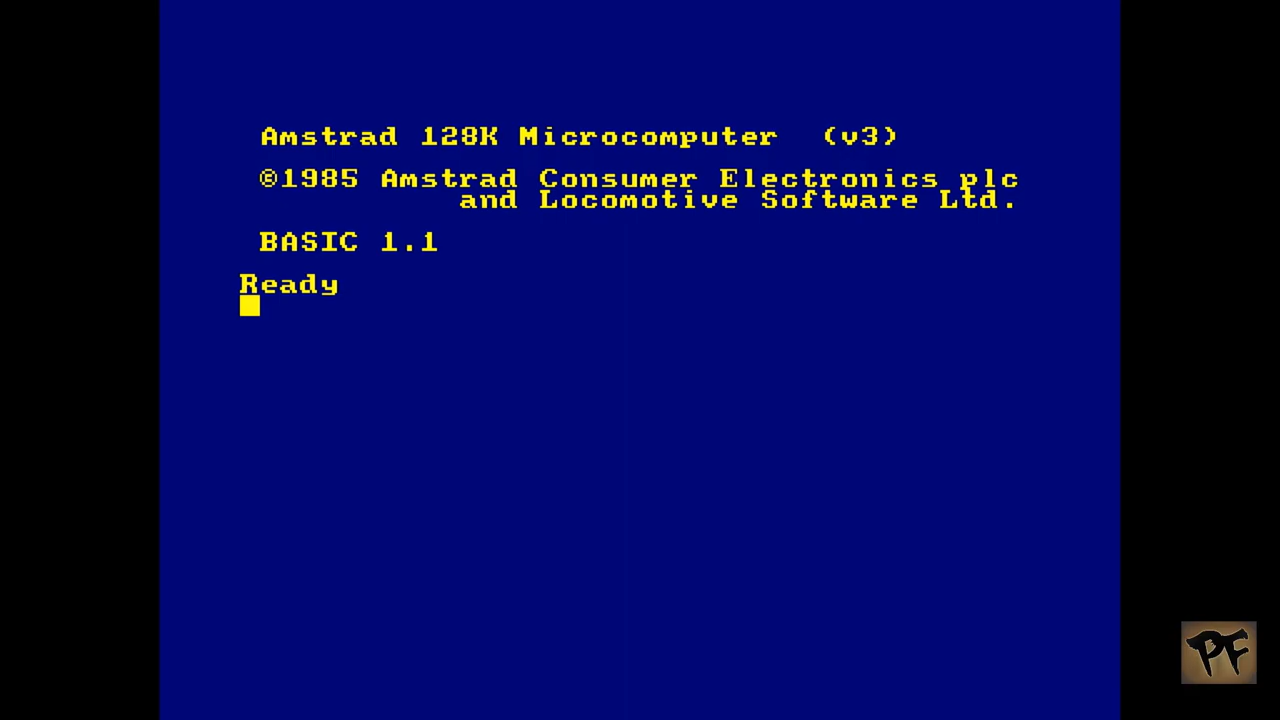 Amstrad 128K Microcomputer (v3)
©1985 Amstrad Consumer Electronics plc
and Locomotive Software Ltd.
BASIC 1.1
Ready
PF